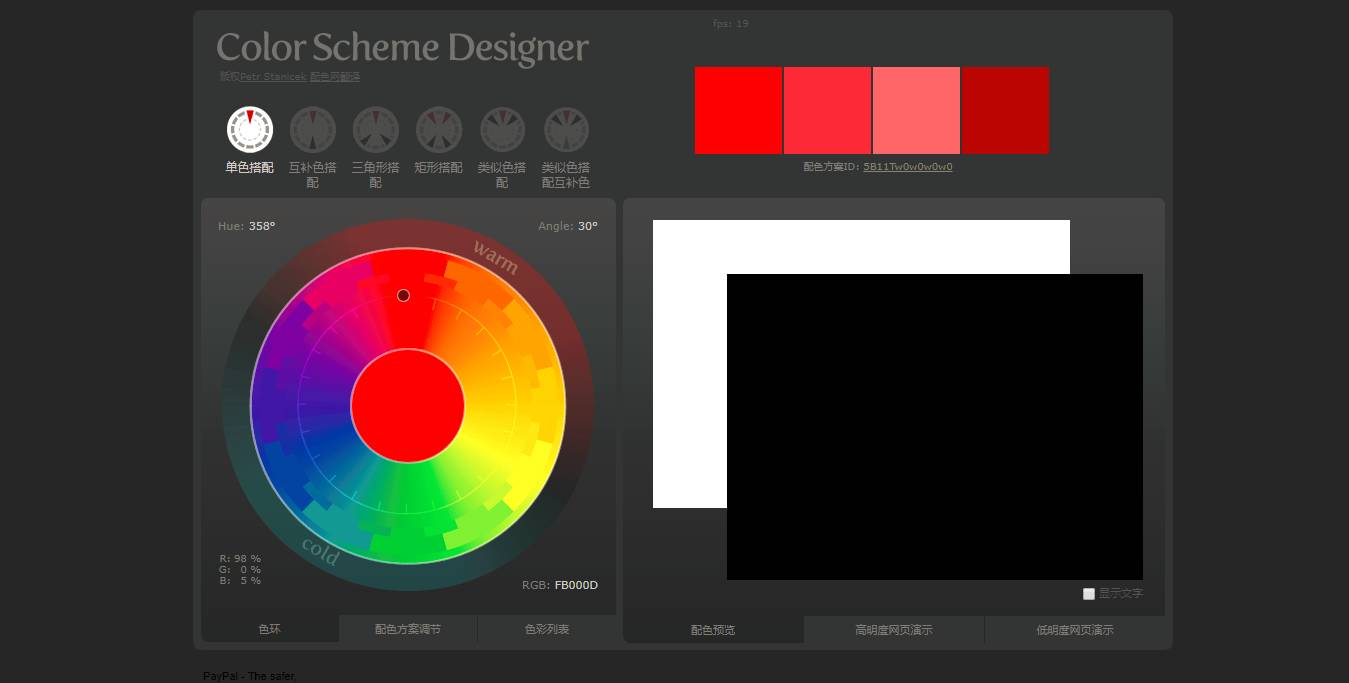 fps: 19
Color Scheme Designer
版权Petr Stanicek 配色网翻译
单色搭配
互补色搭
配
三角形搭
配
矩形搭配
类似色搭
配
类似色搭
配互补色
配色方案ID: 5B11Tw0w0w0w0
Hue: 358°
Angle: 30°
warm
cold
R: 98 %
G: 0 %
B: 5 %
RGB: FB000D
色环
配色方案调节
色彩列表
显示文字
配色预览
高明度网页演示
低明度网页演示
PayPal - The safer,